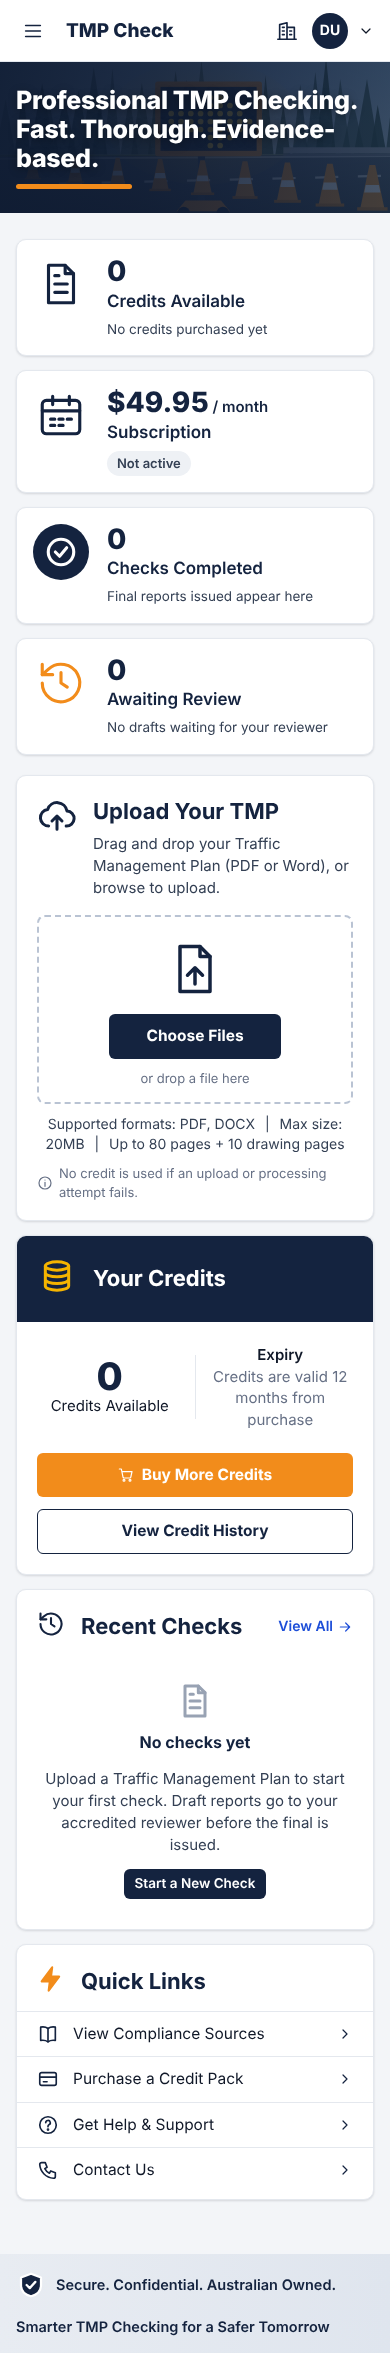 TMP Check
DU
Professional TMP Checking.
Fast. Thorough. Evidence-
based.
0
Credits Available
No credits purchased yet
$49.95 / month
Subscription
Not active
0
Checks Completed
Final reports issued appear here
0
Awaiting Review
No drafts waiting for your reviewer
Upload Your TMP
Drag and drop your Traffic
Management Plan (PDF or Word), or
browse to upload.
Choose Files
or drop a file here
Supported formats: PDF, DOCX | Max size:
20MB | Up to 80 pages + 10 drawing pages
No credit is used if an upload or processing
attempt fails.
Your Credits
0
Credits Available
Expiry
Credits are valid 12
months from
purchase
Buy More Credits
View Credit History
Recent Checks
View All →
No checks yet
Upload a Traffic Management Plan to start
your first check. Draft reports go to your
accredited reviewer before the final is
issued.
Start a New Check
Quick Links
View Compliance Sources
Purchase a Credit Pack
Get Help & Support
Contact Us
Secure. Confidential. Australian Owned.
Smarter TMP Checking for a Safer Tomorrow